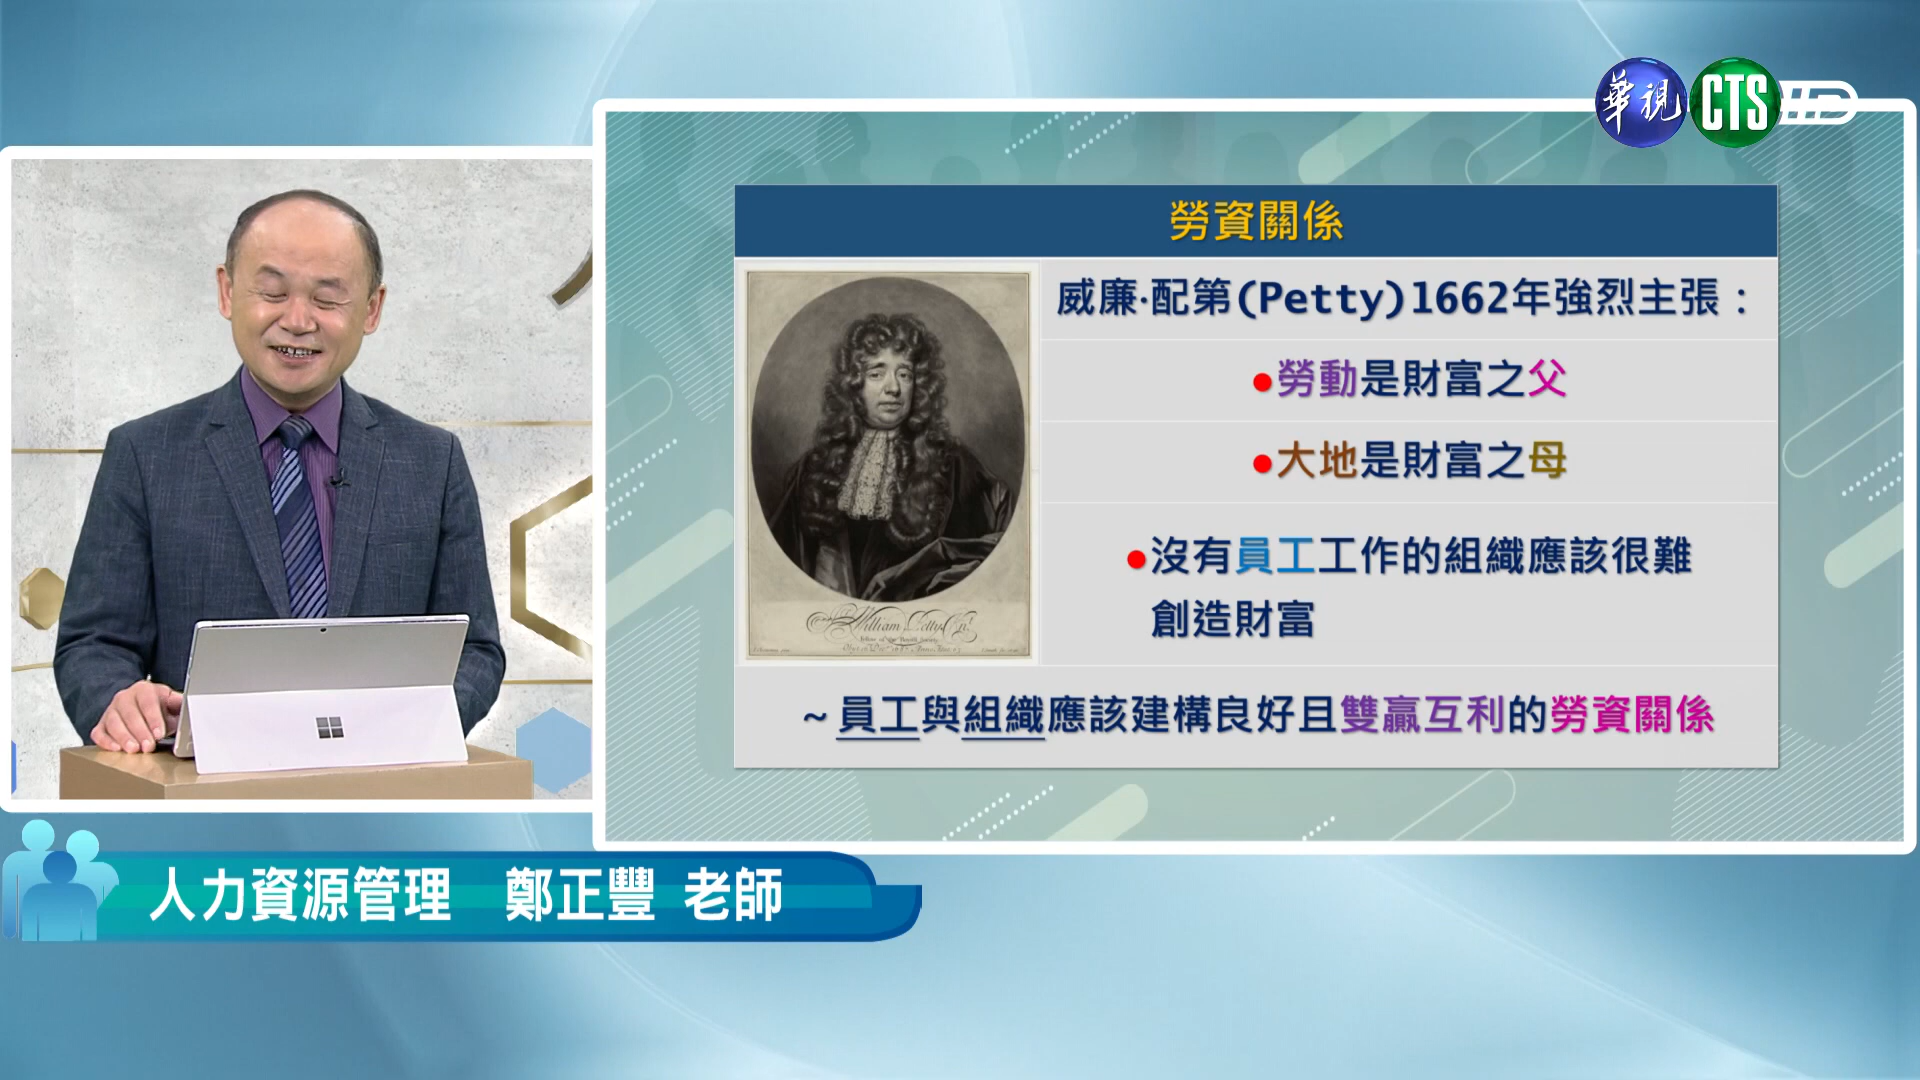 華視 CTS HD
勞資關係
威廉·配第(Petty)1662年強烈主張：
●勞動是財富之父
●大地是財富之母
●沒有員工工作的組織應該很難
創造財富
William Petty
~員工與組織應該建構良好且雙贏互利的勞資關係
人力資源管理 鄭正豐 老師